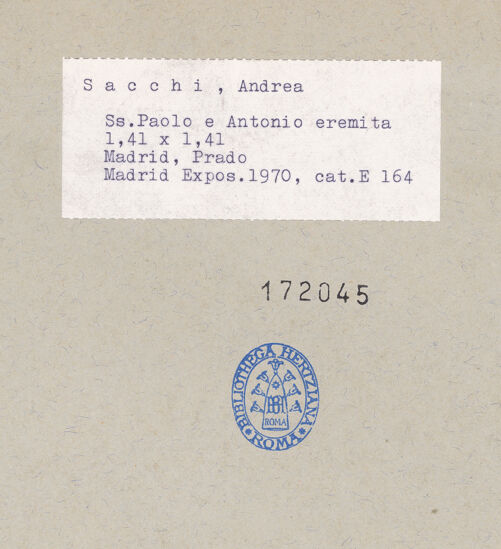 S a c c h i , Andrea
Ss.Paolo e Antonio eremita
1,41 x 1,41
Madrid, Prado
Madrid Expos.1970, cat.E 164
172045
BIBLIOTHECA HERTZIANA
BH
ROMA
* ROMA *